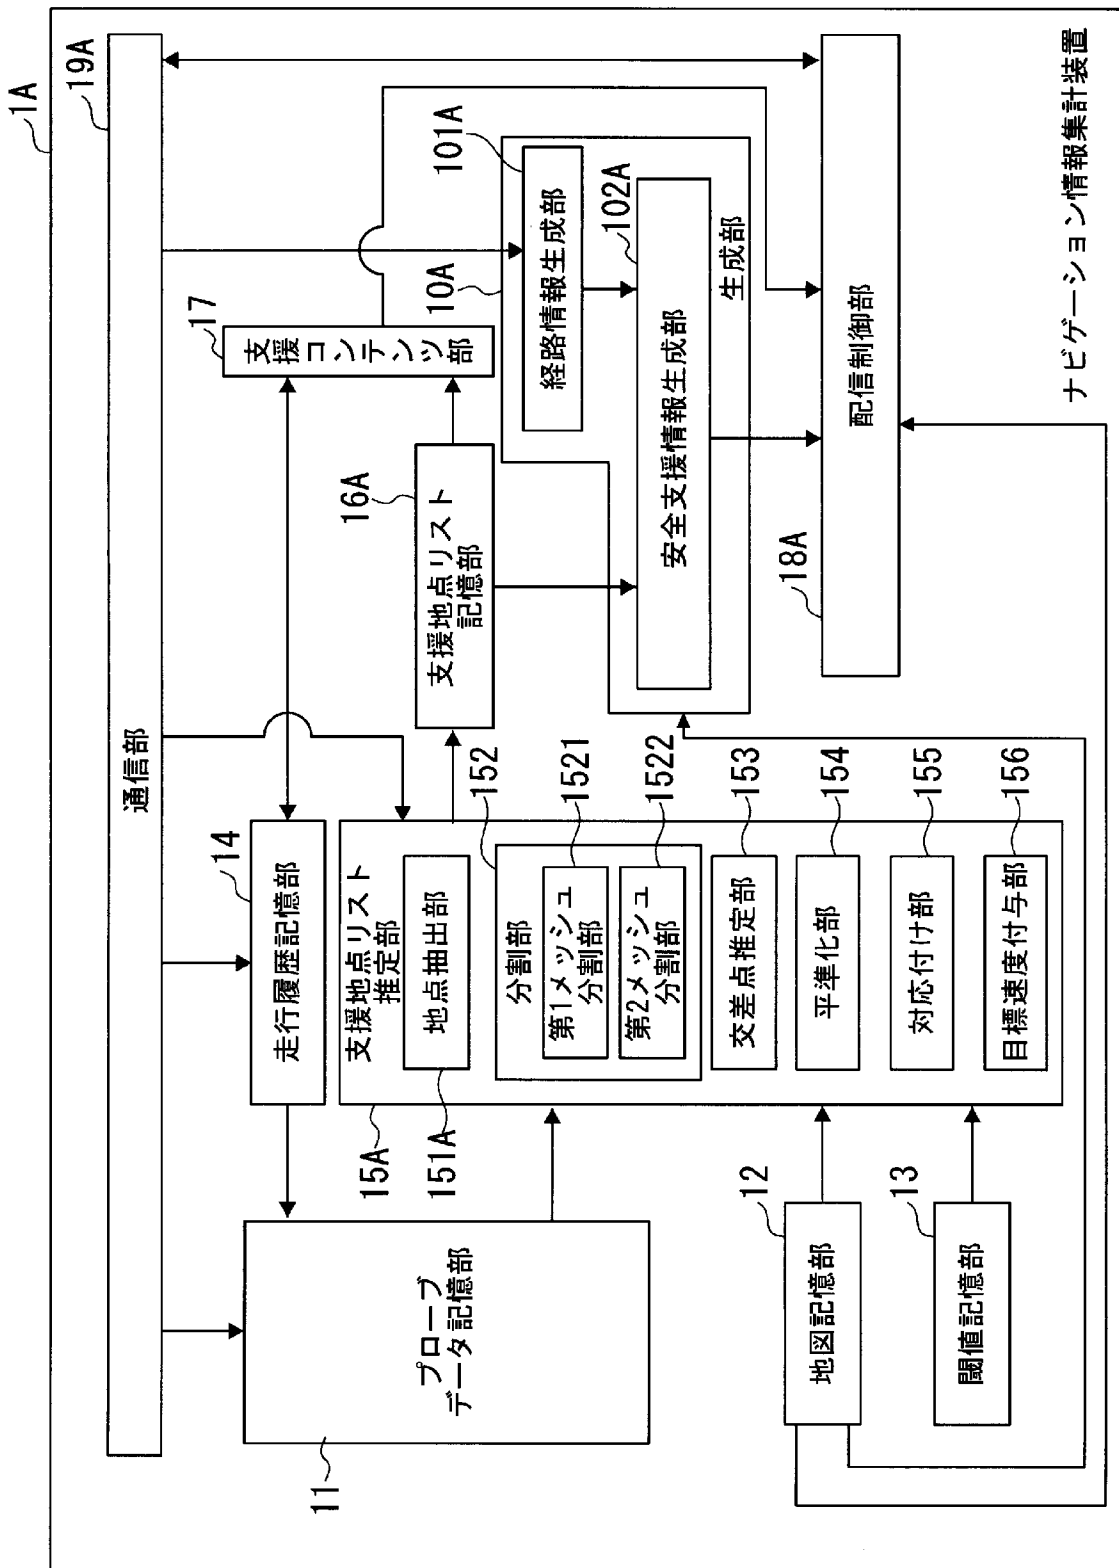 1A
19A
通信部
11
プローブ
データ記憶部
14
走行履歴記憶部
17
支援
コンテンツ部
15A
支援地点リスト
推定部
151A
地点抽出部
152
分割部
1521
第1メッシュ
分割部
1522
第2メッシュ
分割部
153
交差点推定部
154
平準化部
155
対応付け部
156
目標速度付与部
16A
支援地点リスト
記憶部
10A
101A
経路情報生成部
102A
安全支援情報生成部
生成部
12
地図記憶部
13
閾値記憶部
18A
配信制御部
ナビゲーション情報集計装置